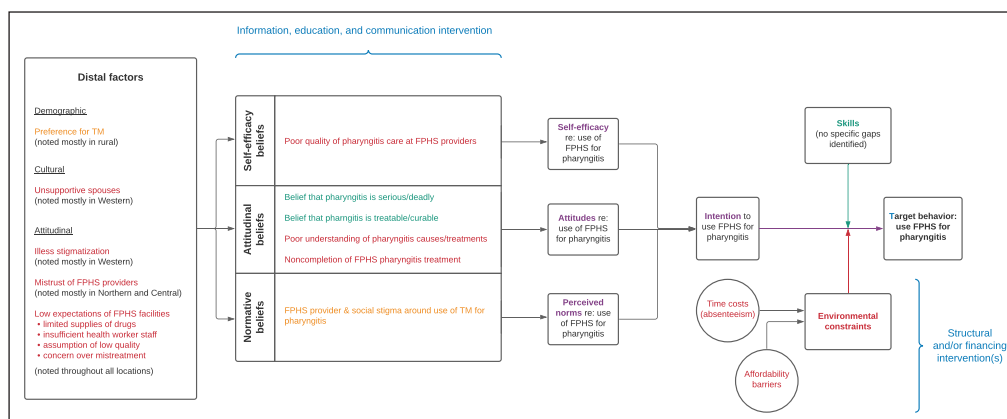 Information, education, and communication intervention
Distal factors
Demographic
Preference for TM
(noted mostly in rural)
Cultural
Unsupportive spouses
(noted mostly in Western)
Attitudinal
Illess stigmatization
(noted mostly in Western)
Mistrust of FPHS providers
(noted mostly in Northern and Central)
Low expectations of FPHS facilities
• limited supplies of drugs
• insufficient health worker staff
• assumption of low quality
• concern over mistreatment
(noted throughout all locations)
Self-efficacy
beliefs
Poor quality of pharyngitis care at FPHS providers
Attitudinal
beliefs
Belief that pharyngitis is serious/deadly
Belief that pharngitis is treatable/curable
Poor understanding of pharyngitis causes/treatments
Noncompletion of FPHS pharyngitis treatment
Normative
beliefs
FPHS provider & social stigma around use of TM for
pharyngitis
Self-efficacy
re: use of
FPHS for
pharyngitis
Attitudes re:
use of FPHS
for pharyngitis
Perceived
norms re: use
of FPHS for
pharyngitis
Intention to
use FPHS for
pharyngitis
Skills
(no specific gaps
identified)
Target behavior:
use FPHS for
pharyngitis
Time costs
(absenteeism)
Environmental
constraints
Affordability
barriers
Structural
and/or financing
intervention(s)